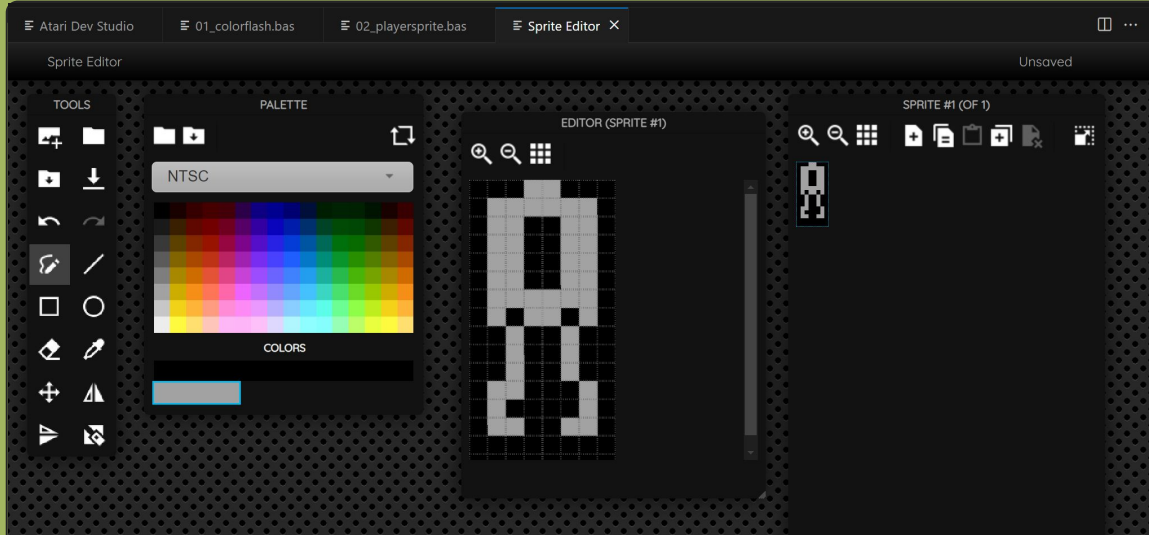 Atari Dev Studio
01_colorflash.bas
02_playersprite.bas
Sprite Editor
Sprite Editor
Unsaved
TOOLS
PALETTE
NTSC
COLORS
EDITOR (SPRITE #1)
SPRITE #1 (OF 1)